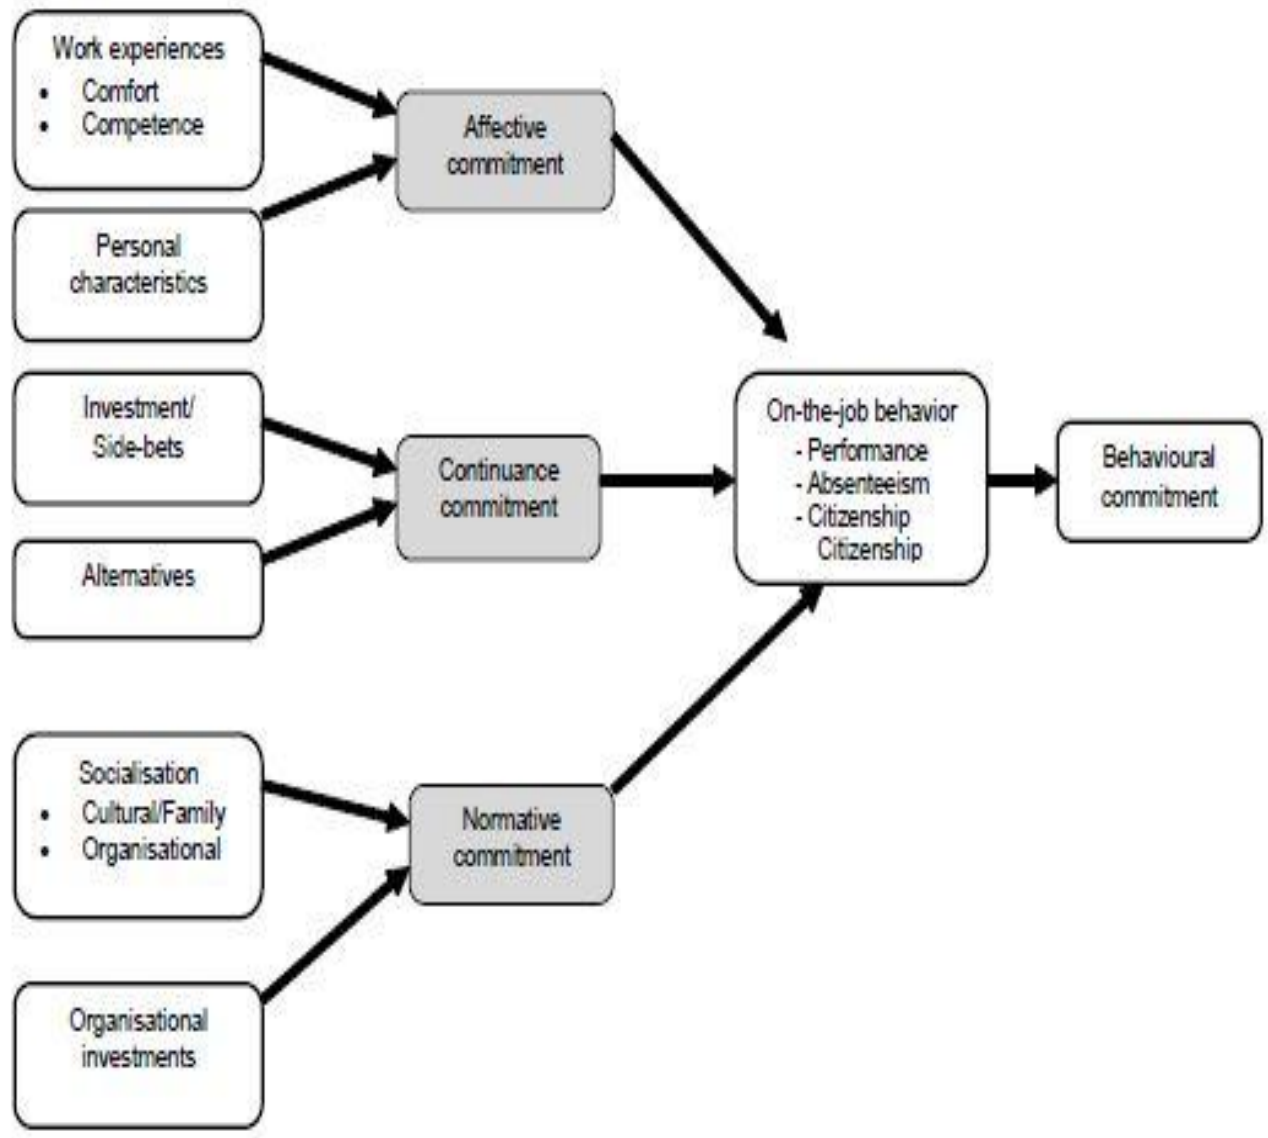 Work experiences
• Comfort
• Competence
Affective
commitment
Personal
characteristics
Investment/
Side-bets
Continuance
commitment
Alternatives
On-the-job behavior
- Performance
- Absenteeism
- Citizenship
Citizenship
Behavioural
commitment
Socialisation
• Cultural/Family
• Organisational
Normative
commitment
Organisational
investments